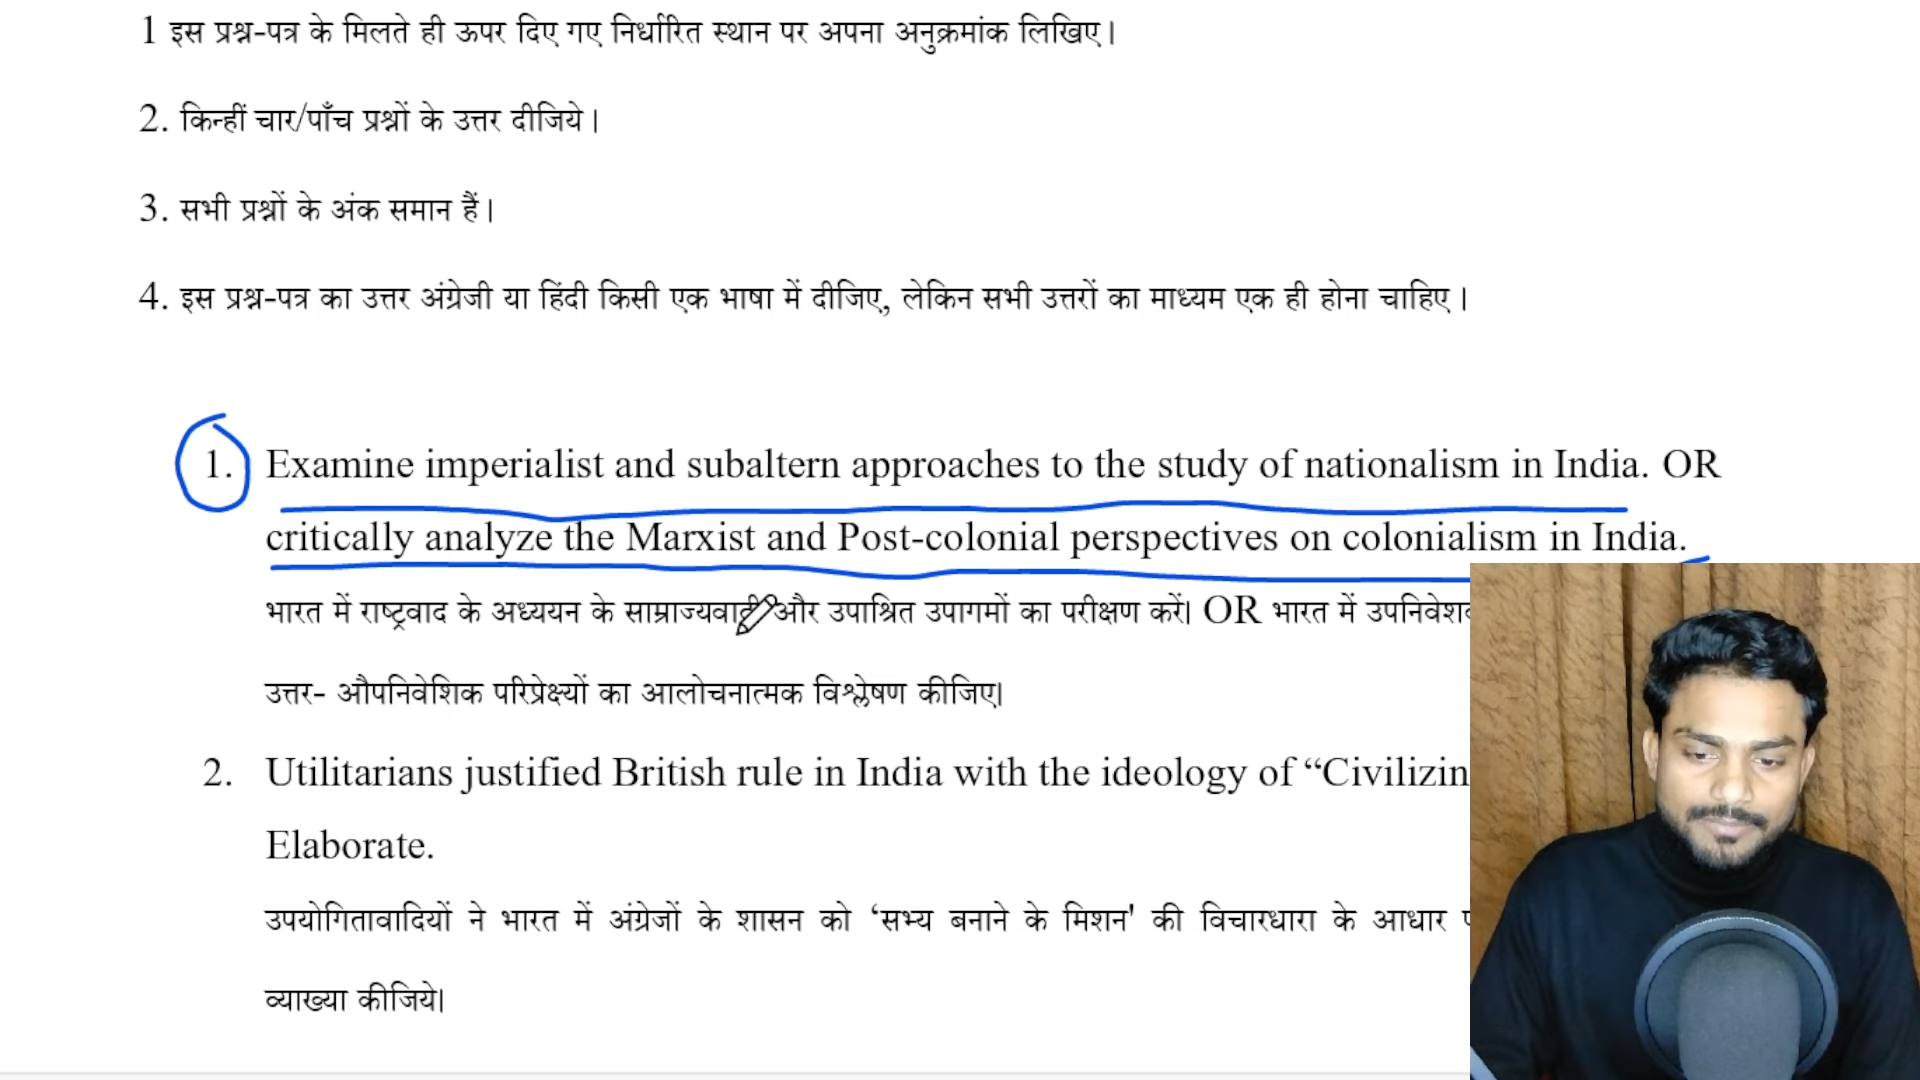 1 इस प्रश्न-पत्र के मिलते ही ऊपर दिए गए निर्धारित स्थान पर अपना अनुक्रमांक लिखिए।
2. किन्हीं चार/पाँच प्रश्नों के उत्तर दीजिये।
3. सभी प्रश्नों के अंक समान हैं।
4. इस प्रश्न-पत्र का उत्तर अंग्रेजी या हिंदी किसी एक भाषा में दीजिए, लेकिन सभी उत्तरों का माध्यम एक ही होना चाहिए।
1. Examine imperialist and subaltern approaches to the study of nationalism in India. OR
critically analyze the Marxist and Post-colonial perspectives on colonialism in India.
भारत में राष्ट्रवाद के अध्ययन के और उपाश्रित उपागमों का परीक्षण करें। OR भारत में
उत्तर- औपनिवेशिक परिप्रेक्ष्यों का आलोचनात्मक विश्लेषण कीजिए।
2. Utilitarians justified British rule in India with the ideology of “Civilizin
Elaborate.
उपयोगितावादियों ने भारत में अंग्रेजों के शासन को ‘सभ्य बनाने के मिशन' की विचारधारा के आधार
व्याख्या कीजिये।